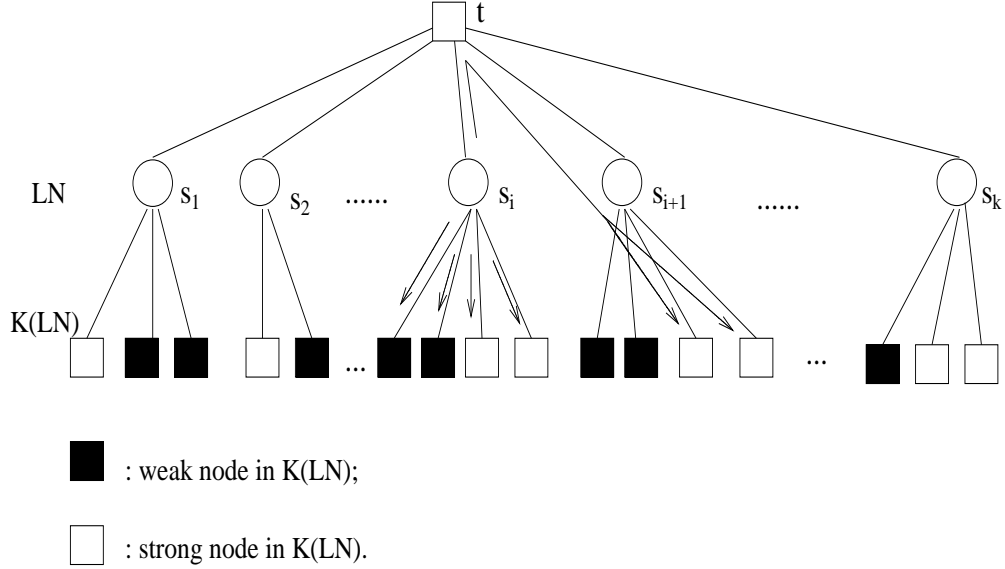 t
LN s₁ s₂ ...... sᵢ sᵢ₊₁ ...... sₖ
K(LN)
... ...
: weak node in K(LN);
: strong node in K(LN).